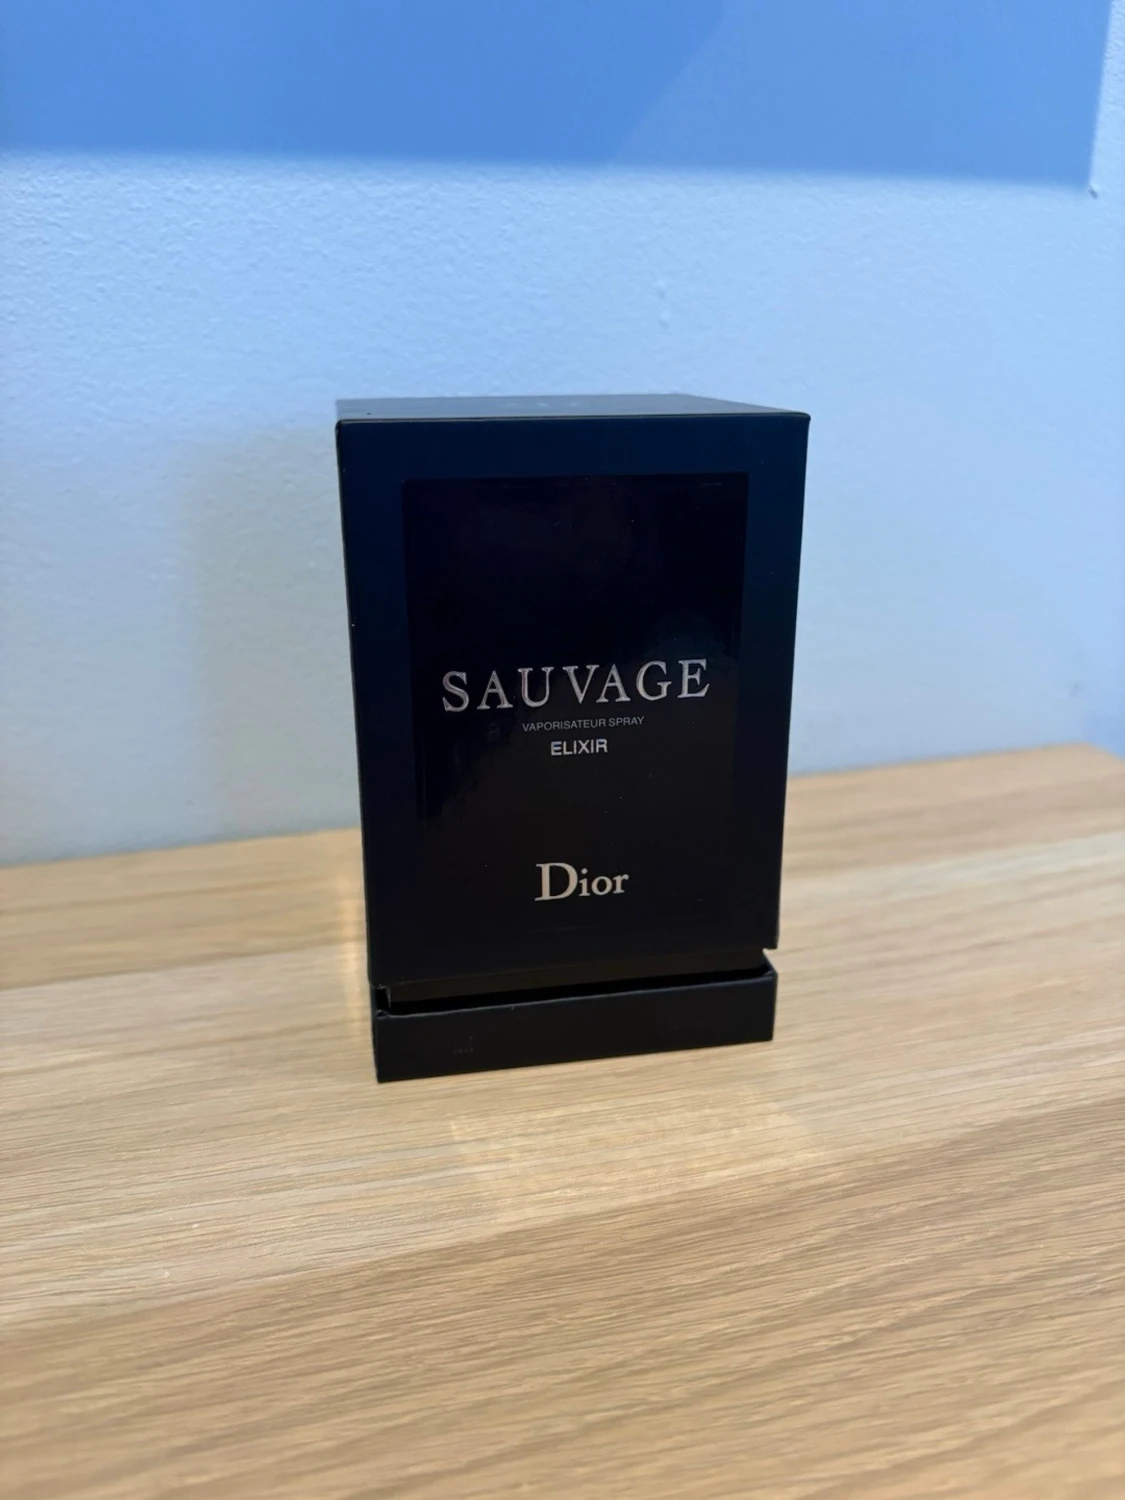 SAUVAGE
VAPORISATEUR SPRAY
ELIXIR
Dior